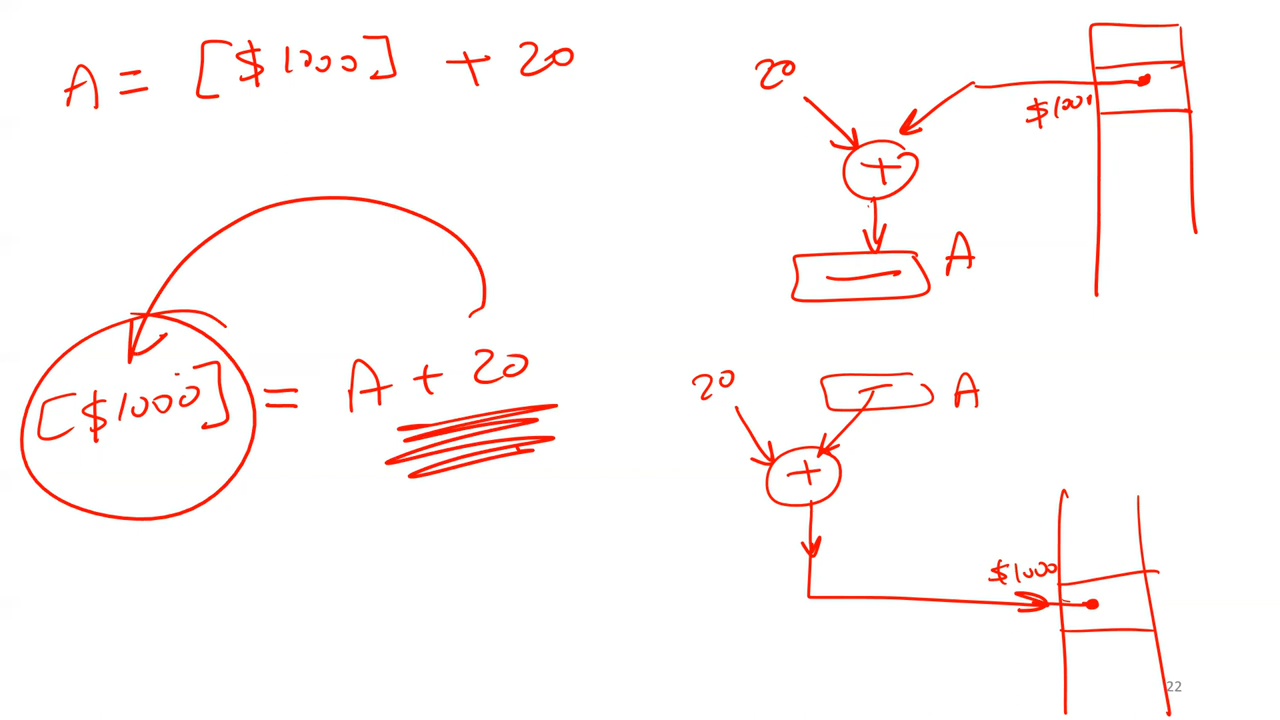 A = [$1000] + 20
20
$1000
+
A
[$1000] = A + 20
20
A
+
$1000
22